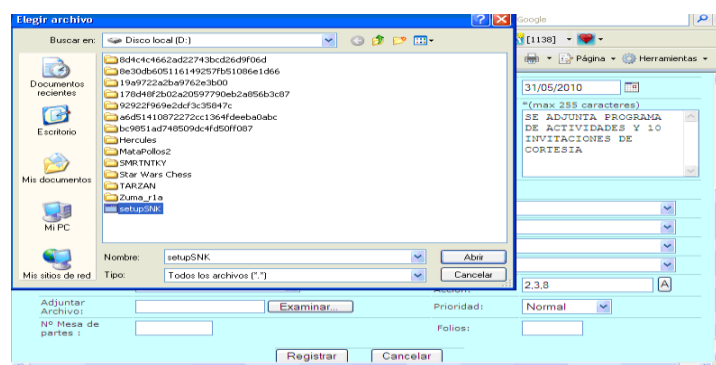 Elegir archivo
Google
Buscar en: Disco local (D:)
[1138]
Página Herramientas
Documentos recientes
Escritorio
Mis documentos
Mi PC
Mis sitios de red
8d4c4c4662ad22743bcd26d9f06d
8e30db605116149257fb51086e1d66
19a9722a2ba9762e3b00
178d48f2b02a20597790eb2a856b3c87
92922f969e2dcf3c35847c
a6d51410872272cc1364fdeeba0abc
bc9851ad748509dc4fd50ff087
Hercules
MataPollos2
SMRTNTKY
Star Wars Chess
TARZAN
Zuma_r1a
setupSNK
Nombre: setupSNK Abrir
Tipo: Todos los archivos (*.*) Cancelar
31/05/2010
*(max 255 caracteres)
SE ADJUNTA PROGRAMA
DE ACTIVIDADES Y 10
INVITACIONES DE
CORTESIA
2,3,8 A
Adjuntar Archivo: Examinar... Prioridad: Normal
Nº Mesa de partes : Folios:
Registrar Cancelar